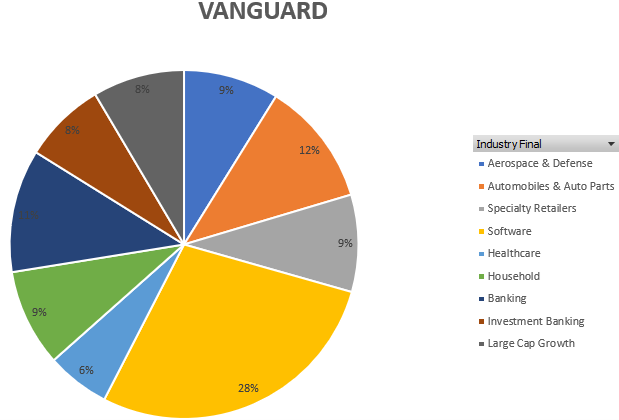 VANGUARD
8%
9%
8%
12%
9%
9%
6%
28%
Industry Final
Aerospace & Defense
Automobiles & Auto Parts
Specialty Retailers
Software
Healthcare
Household
Banking
Investment Banking
Large Cap Growth